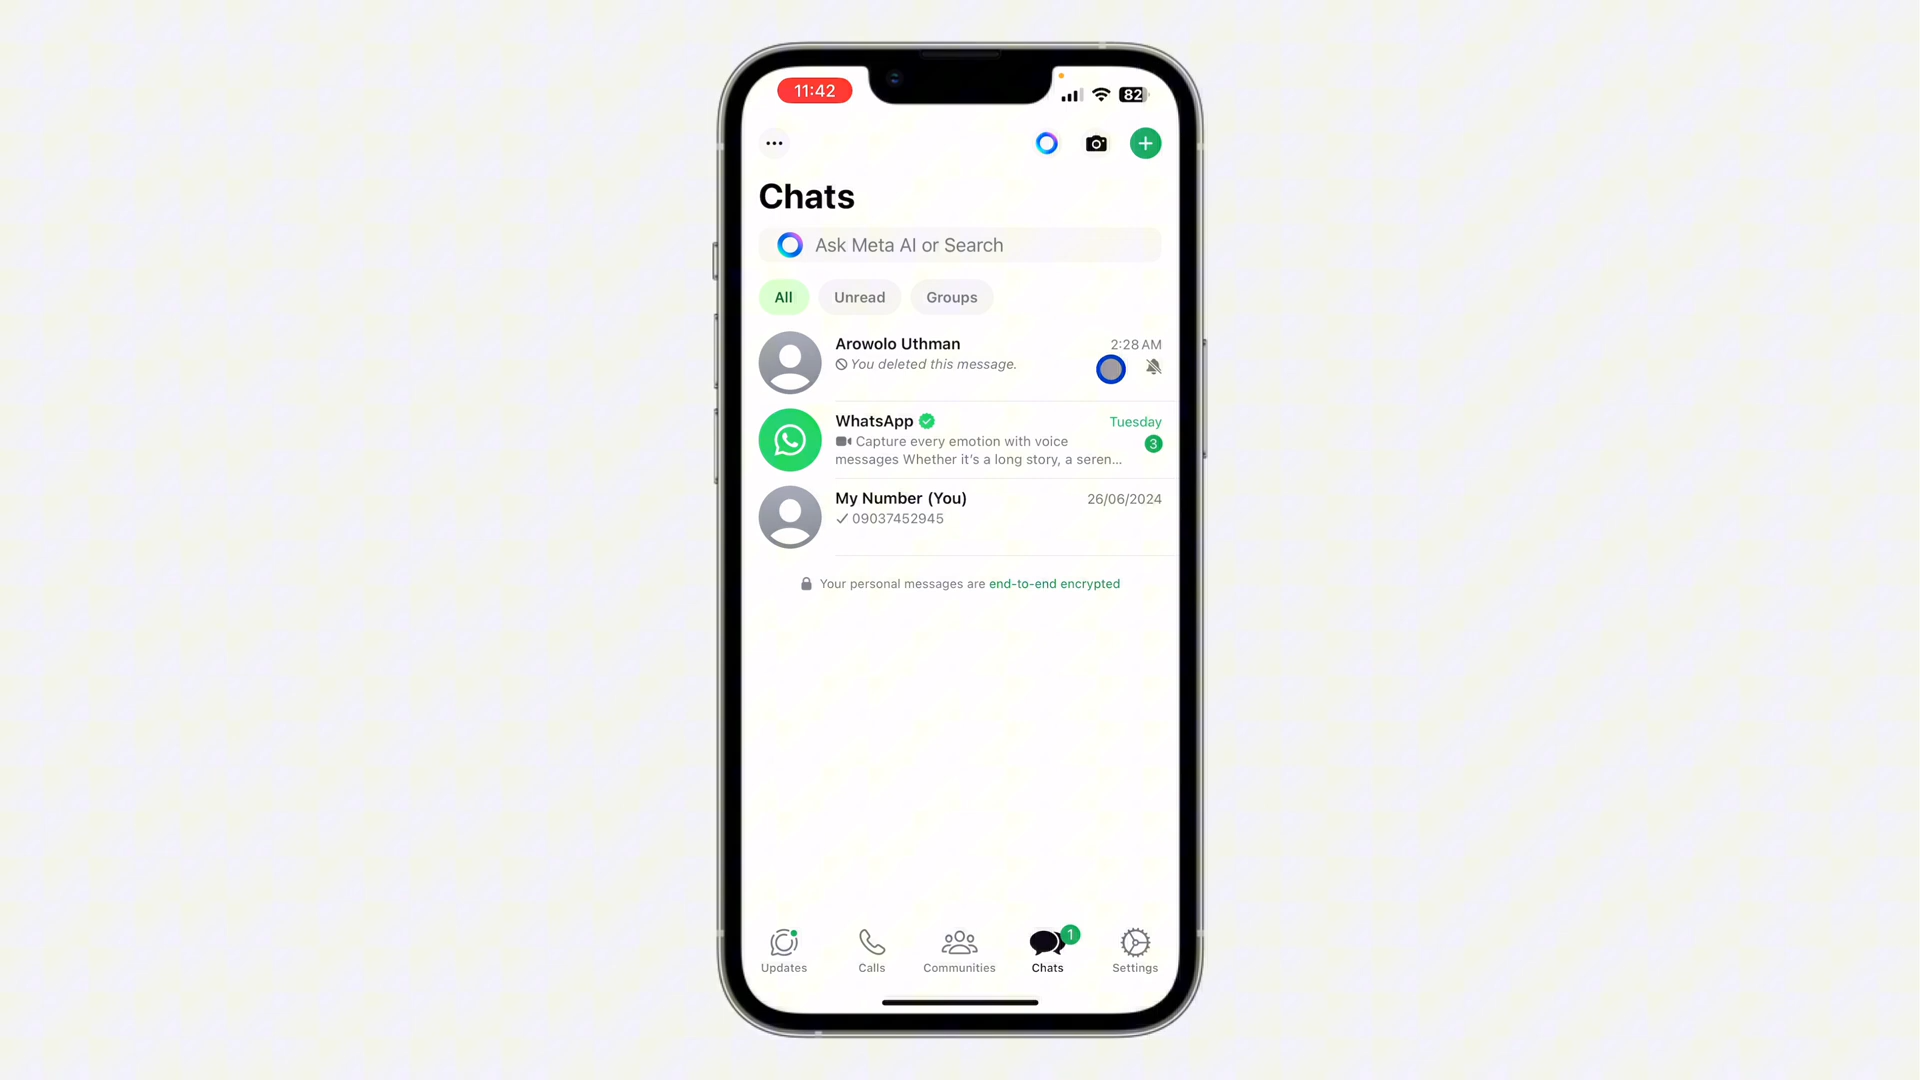 11:42
82
Chats
Ask Meta AI or Search
All
Unread
Groups
Arowolo Uthman
2:28 AM
You deleted this message.
WhatsApp
Tuesday
Capture every emotion with voice
messages Whether it's a long story, a seren...
3
My Number (You)
26/06/2024
09037452945
Your personal messages are end-to-end encrypted
1
Updates
Calls
Communities
Chats
Settings